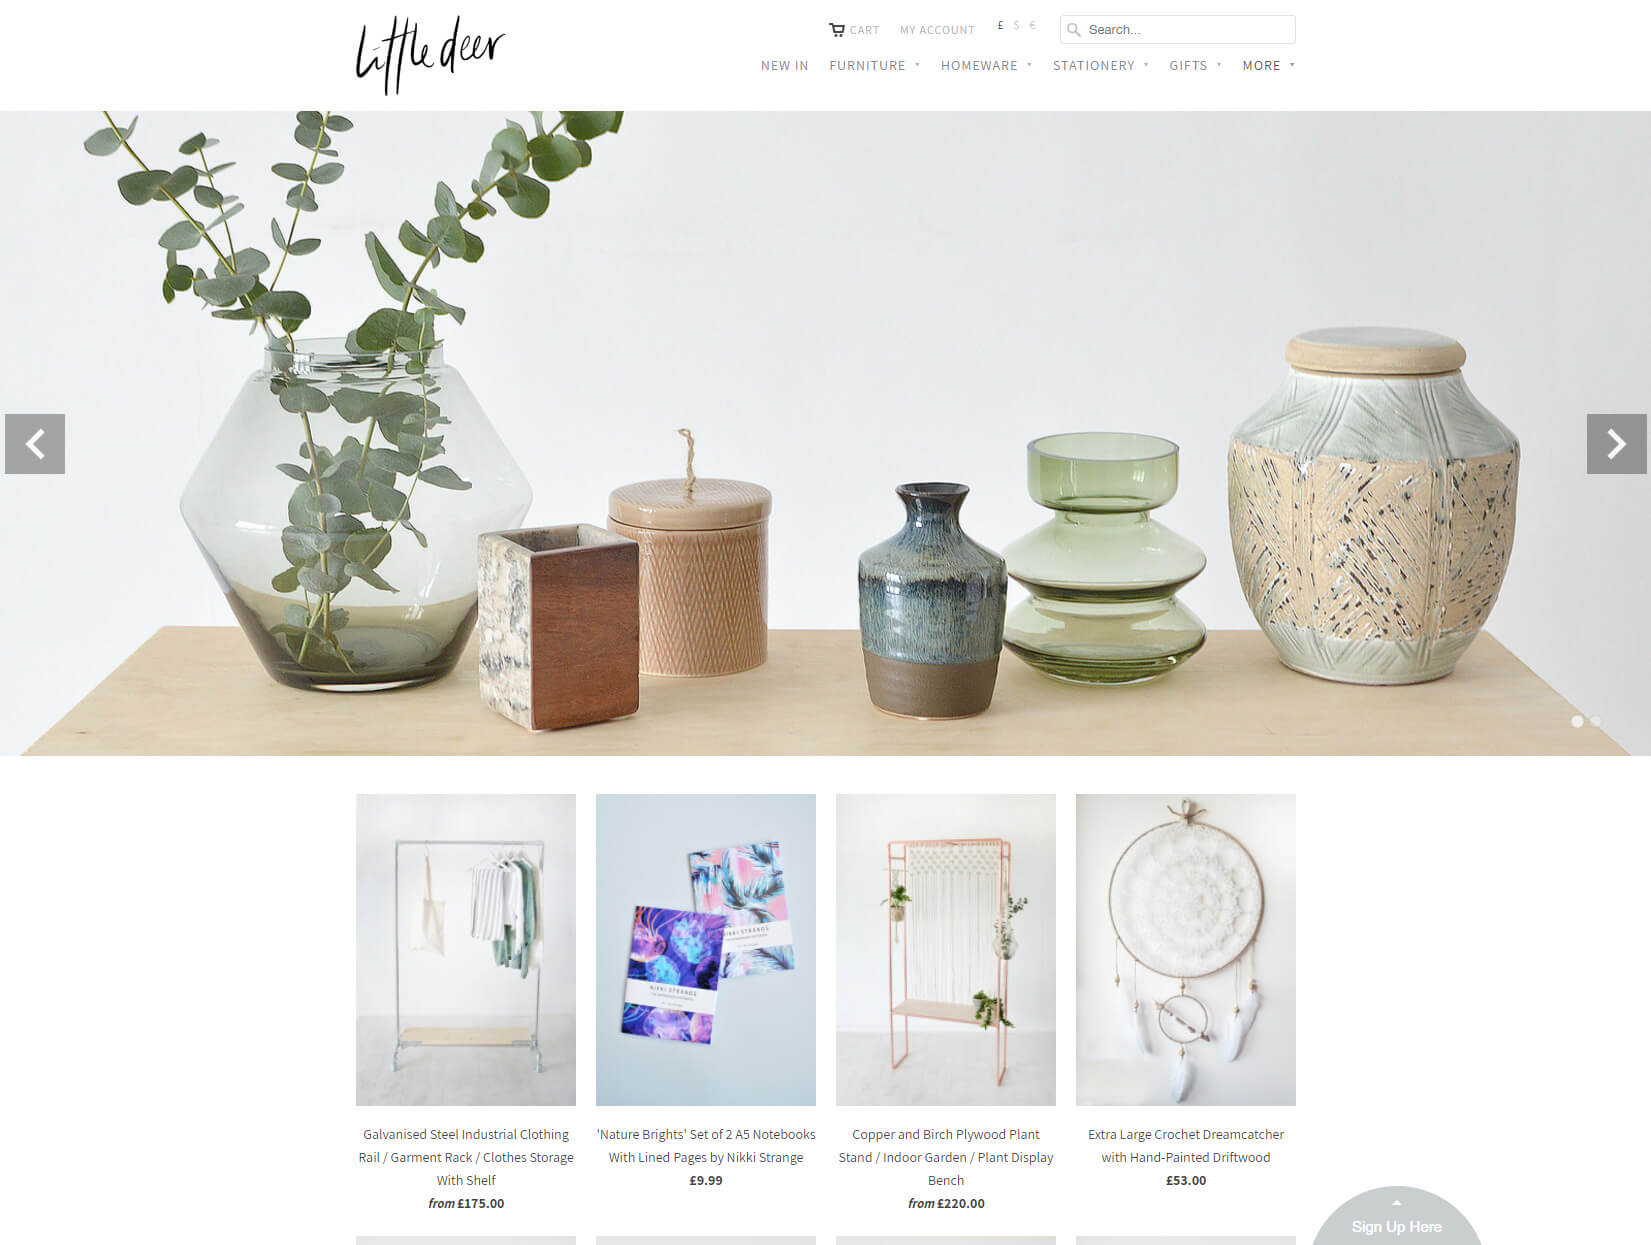 Little deer
CART
MY ACCOUNT
£ $ €
Search...
NEW IN
FURNITURE
HOMEWARE
STATIONERY
GIFTS
MORE
NIKKI STRANGE
Galvanised Steel Industrial Clothing
Rail / Garment Rack / Clothes Storage
With Shelf
from £175.00
'Nature Brights' Set of 2 A5 Notebooks
With Lined Pages by Nikki Strange
£9.99
Copper and Birch Plywood Plant
Stand / Indoor Garden / Plant Display
Bench
from £220.00
Extra Large Crochet Dreamcatcher
with Hand-Painted Driftwood
£53.00
Sign Up Here